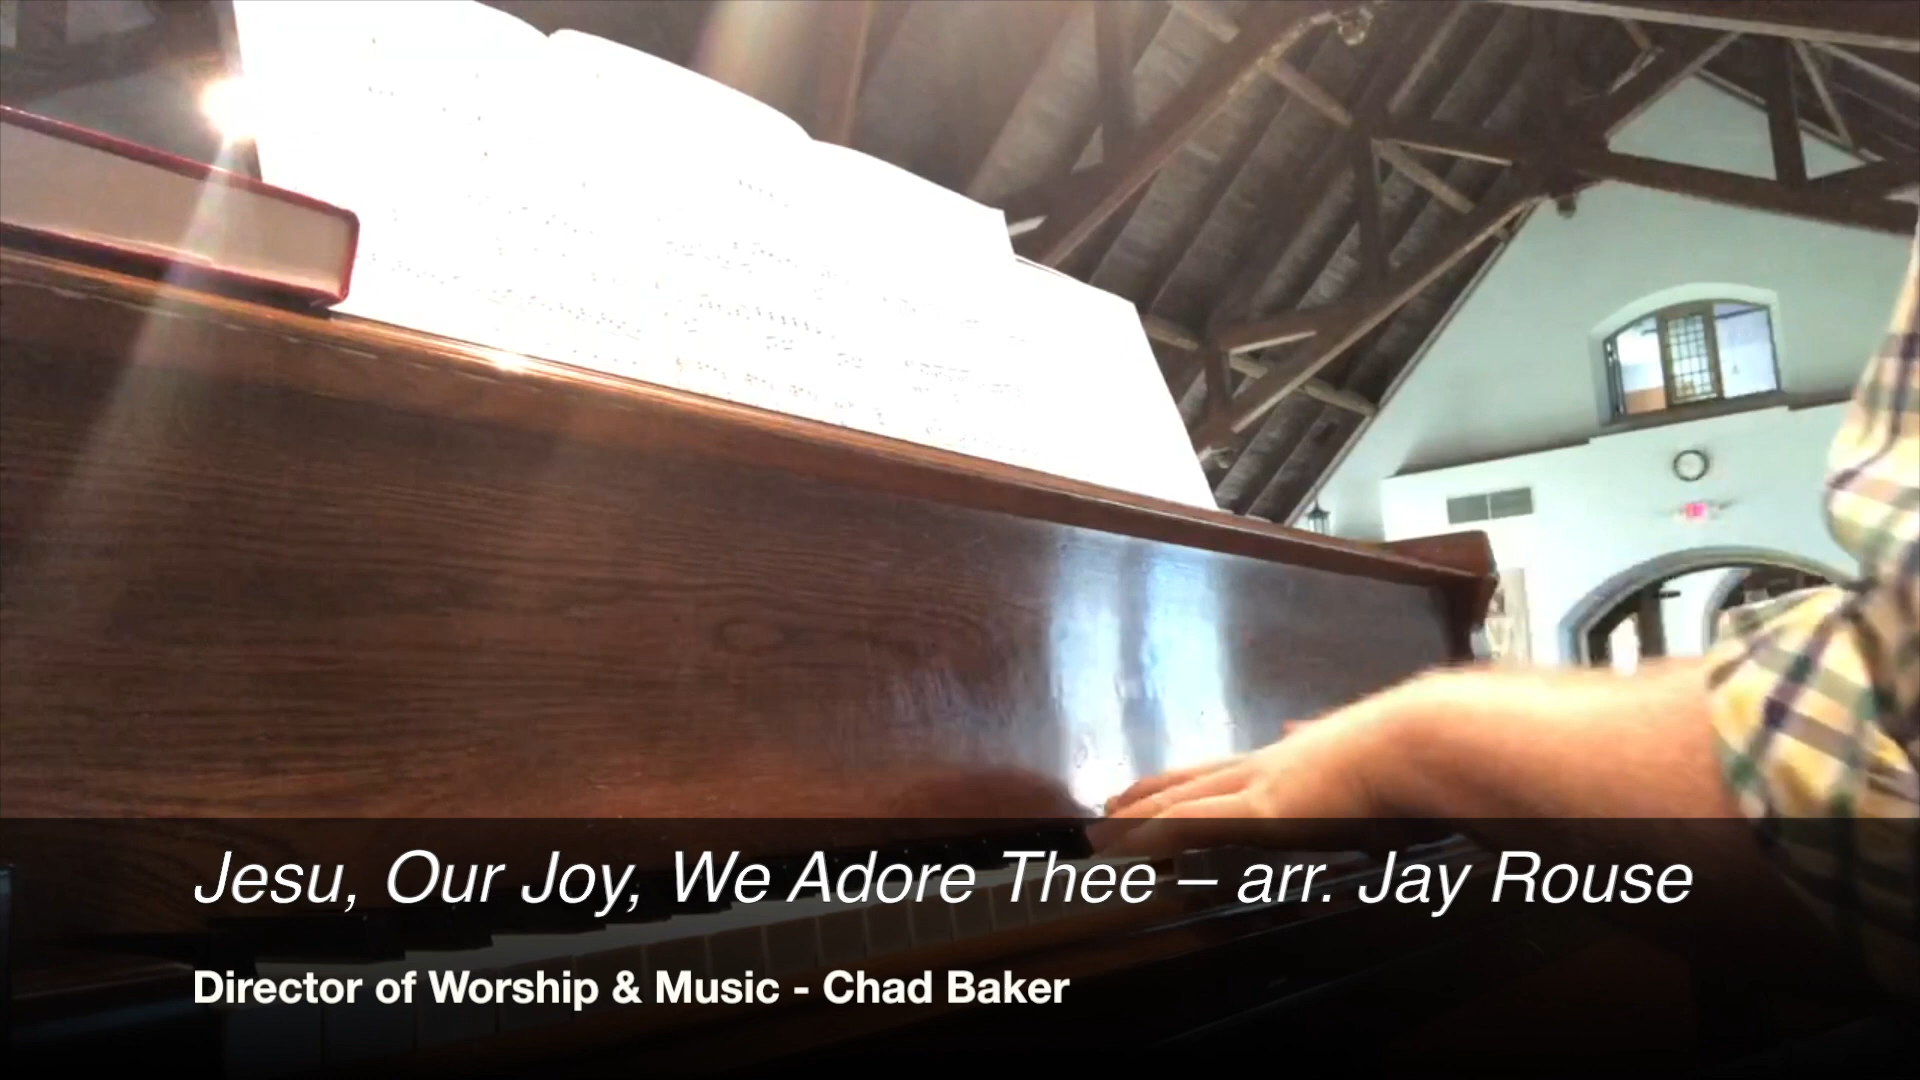 Jesu, Our Joy, We Adore Thee – arr. Jay Rouse
Director of Worship & Music - Chad Baker